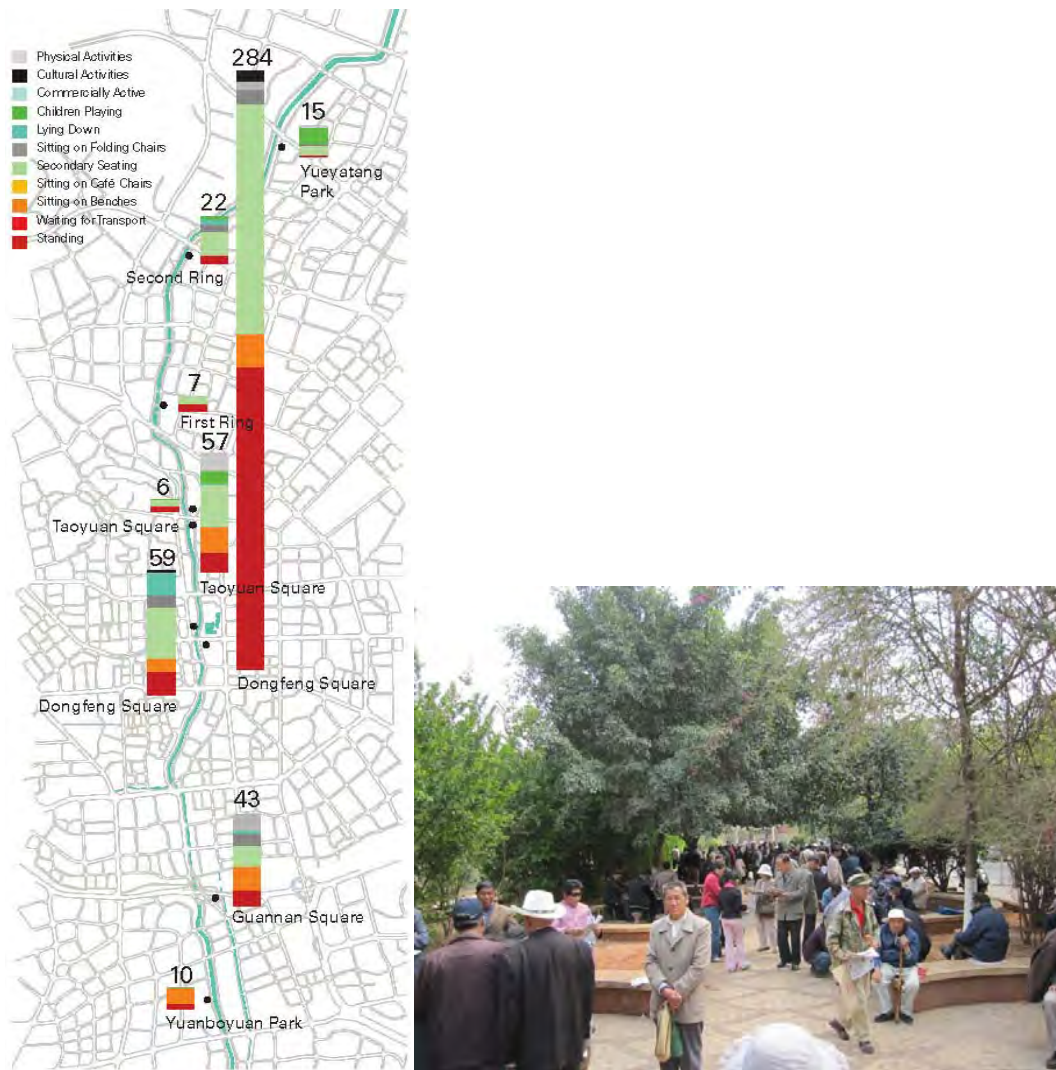 Physical Activities
Cultural Activities
Commercially Active
Children Playing
Lying Down
Sitting on Folding Chairs
Secondary Seating
Sitting on Café Chairs
Sitting on Benches
Waiting for Transport
Standing
284
15
Yueyatang
Park
22
Second Ring
7
First Ring
57
6
Taoyuan Square
Taoyuan Square
59
Dongfeng Square
Dongfeng Square
43
Guannan Square
10
Yuanboyuan Park